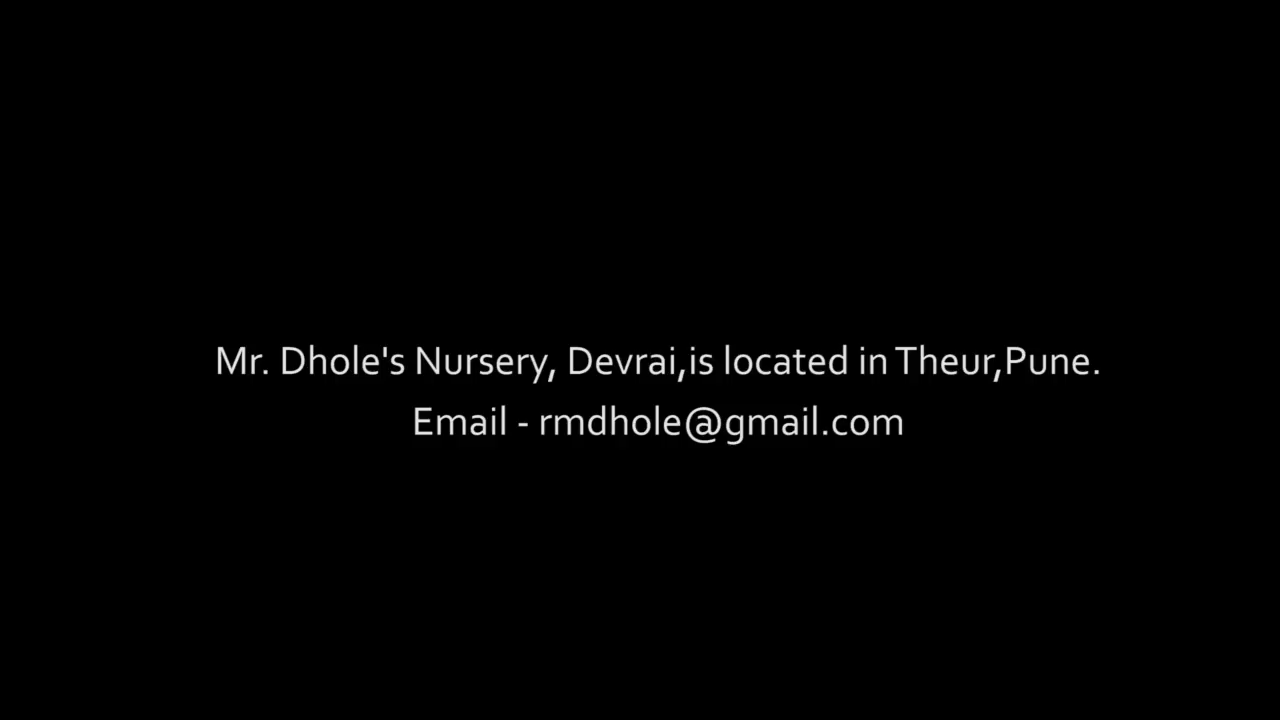 Mr. Dhole's Nursery, Devrai,is located in Theur,Pune.
Email - rmdhole@gmail.com